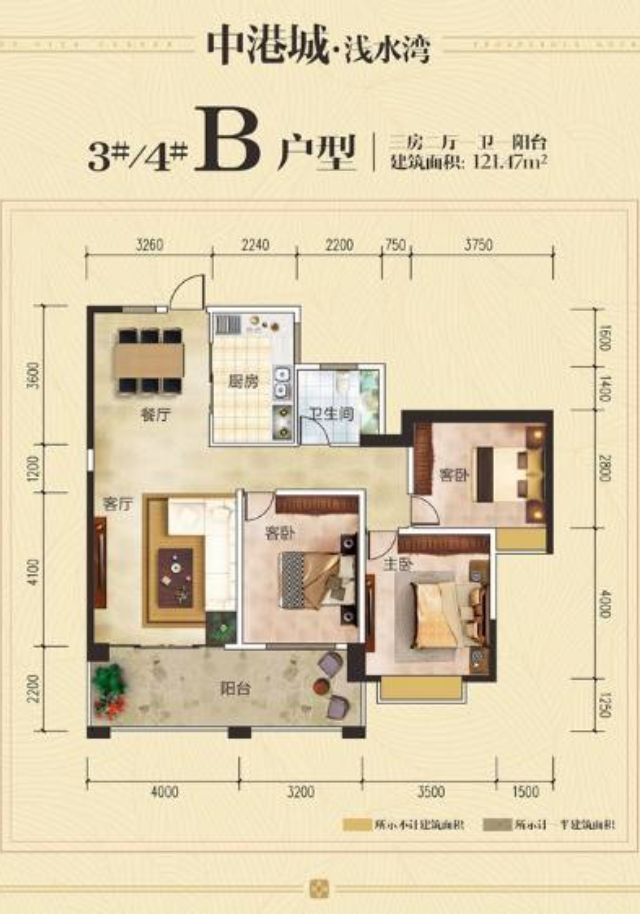 中港城·浅水湾
3#/4# B 户型
三房二厅一卫一阳台
建筑面积: 121.47m²
3260 2240 2200 750 3750
3600 1200 4100 2200
1600 1400 2800 4000 1250
餐厅
厨房
卫生间
客卧
客厅
客卧
主卧
阳台
4000 3200 3500 1500
所示不计建筑面积 所示计一半建筑面积